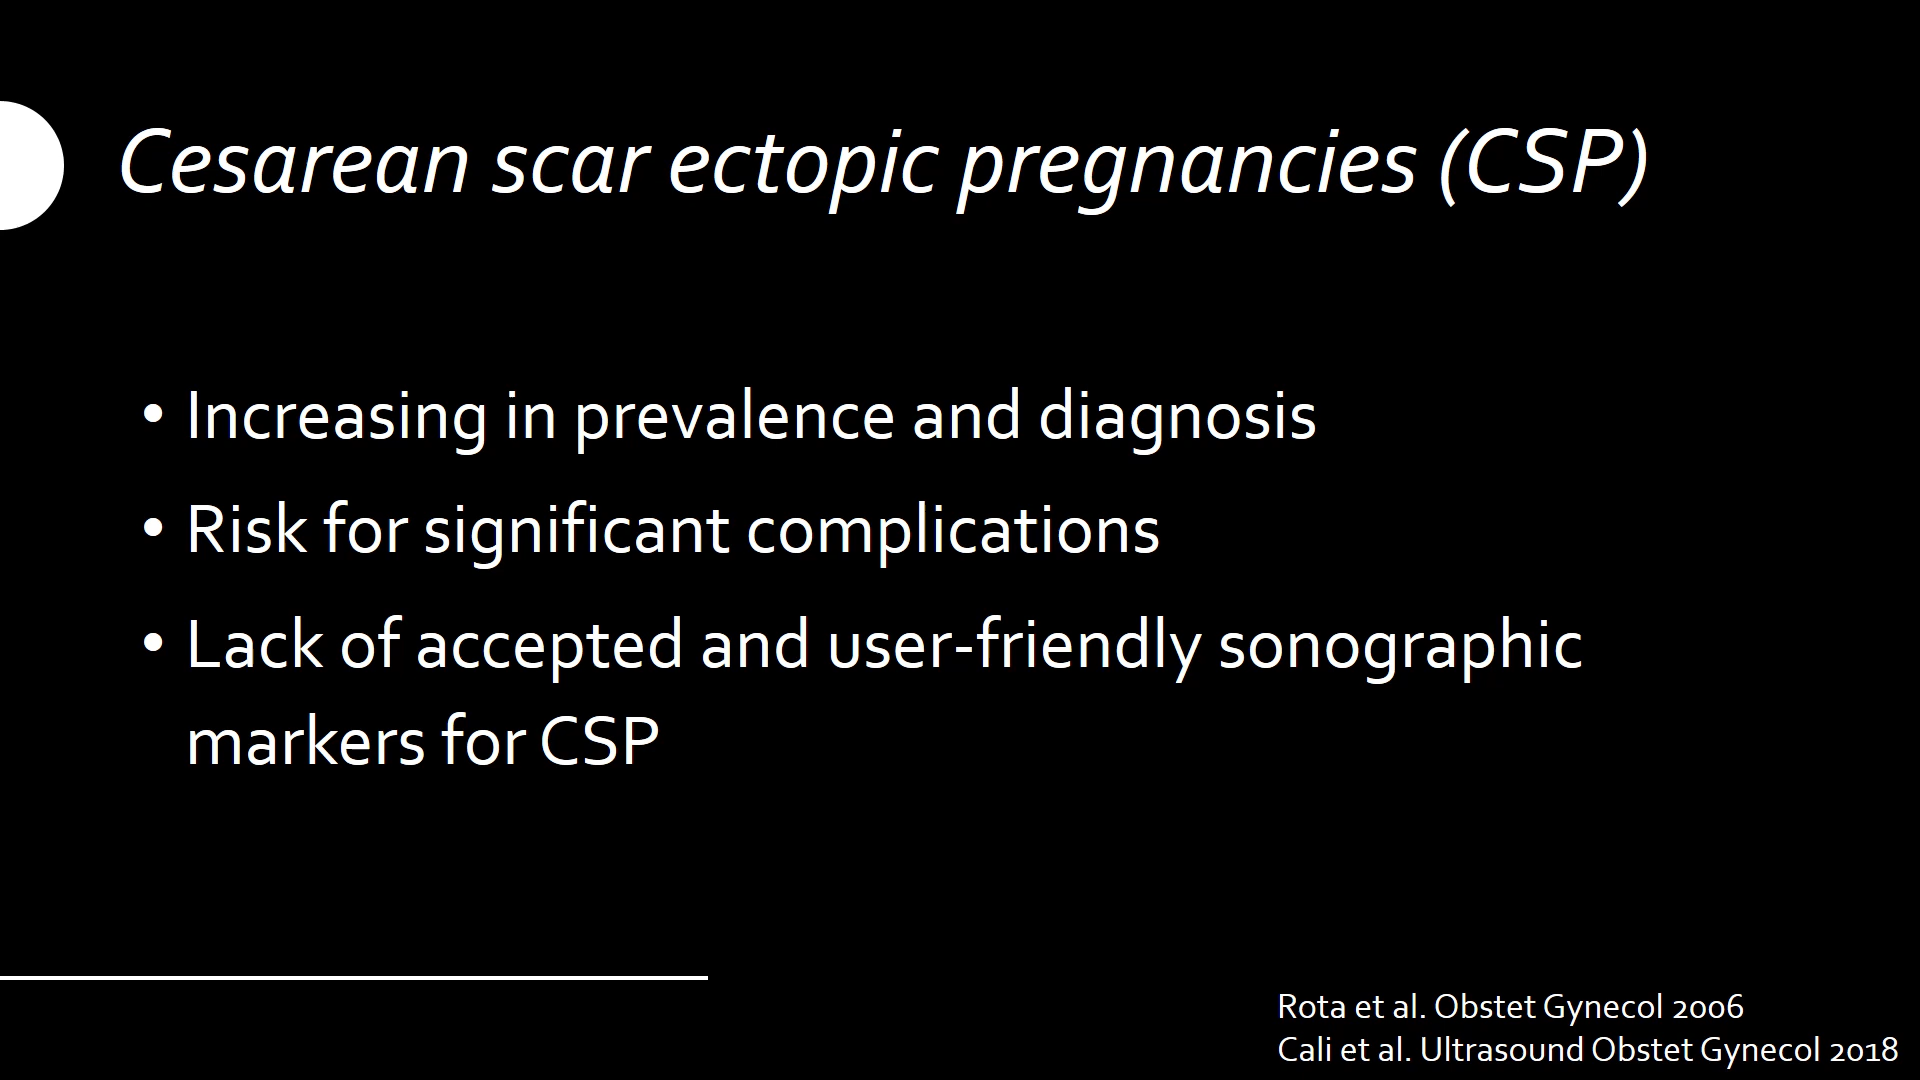 Cesarean scar ectopic pregnancies (CSP)
• Increasing in prevalence and diagnosis
• Risk for significant complications
• Lack of accepted and user-friendly sonographic
markers for CSP
Rota et al. Obstet Gynecol 2006
Cali et al. Ultrasound Obstet Gynecol 2018